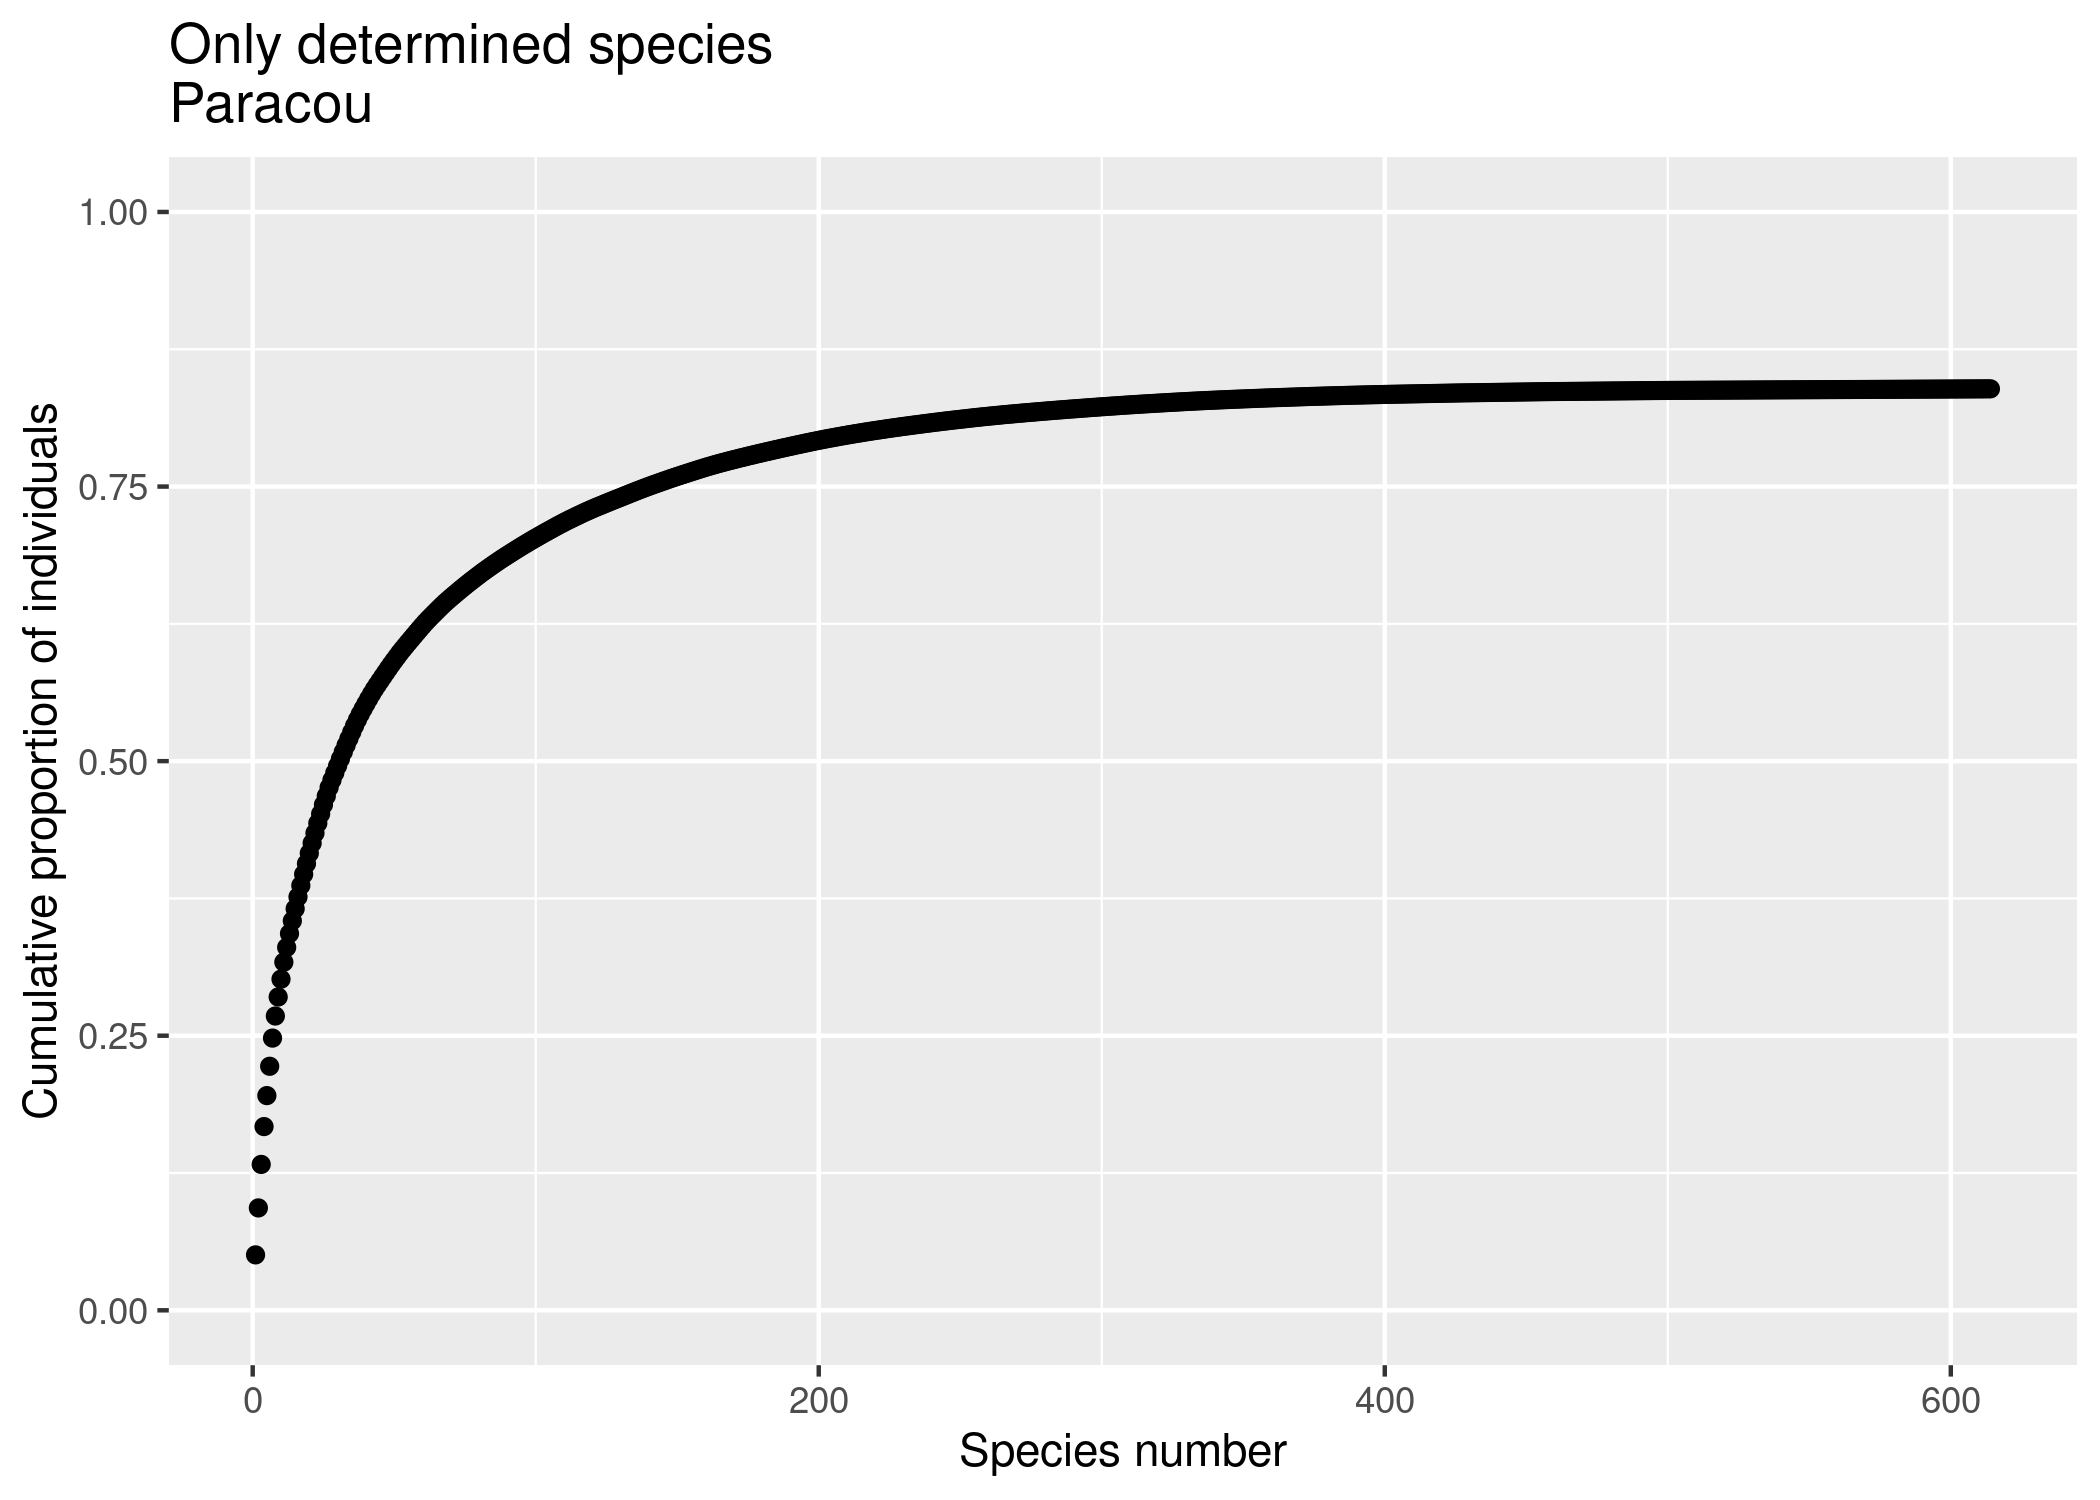 Only determined species
Paracou
Cumulative proportion of individuals
1.00
0.75
0.50
0.25
0.00
0
200
400
600
Species number